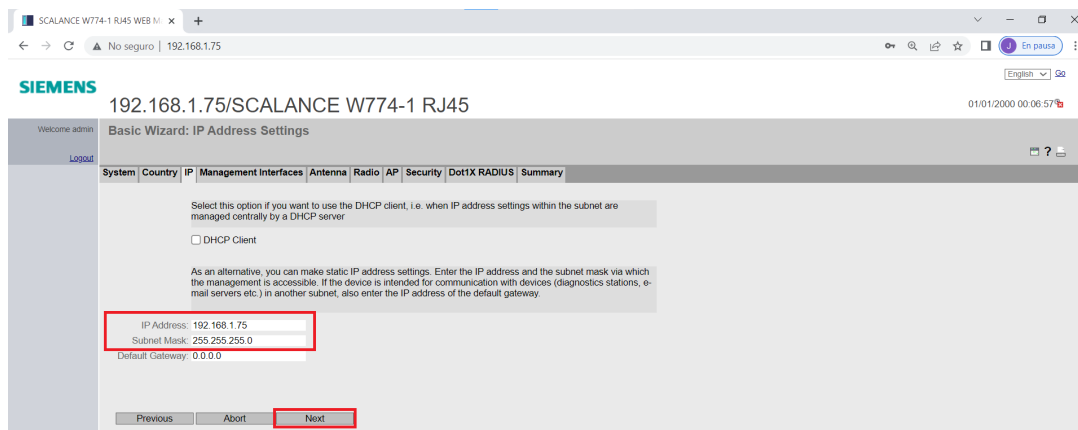 SCALANCE W774-1 RJ45 WEB M
No seguro | 192.168.1.75
J En pausa
English Go
SIEMENS
192.168.1.75/SCALANCE W774-1 RJ45
01/01/2000 00:06:57
Welcome admin
Basic Wizard: IP Address Settings
Logout
?
System Country IP Management Interfaces Antenna Radio AP Security Dot1X RADIUS Summary
Select this option if you want to use the DHCP client, i.e. when IP address settings within the subnet are
managed centrally by a DHCP server
DHCP Client
As an alternative, you can make static IP address settings. Enter the IP address and the subnet mask via which
the management is accessible. If the device is intended for communication with devices (diagnostics stations, e-
mail servers etc.) in another subnet, also enter the IP address of the default gateway.
IP Address: 192.168.1.75
Subnet Mask: 255.255.255.0
Default Gateway: 0.0.0.0
Previous Abort Next